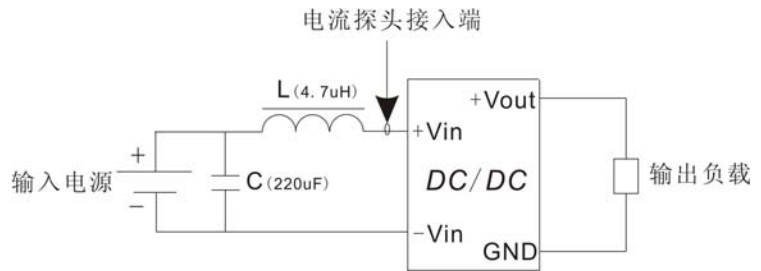 电流探头接入端
L(4.7uH)
+Vout
+Vin
+
输入电源
C(220uF)
DC/DC
输出负载
−
−Vin
GND